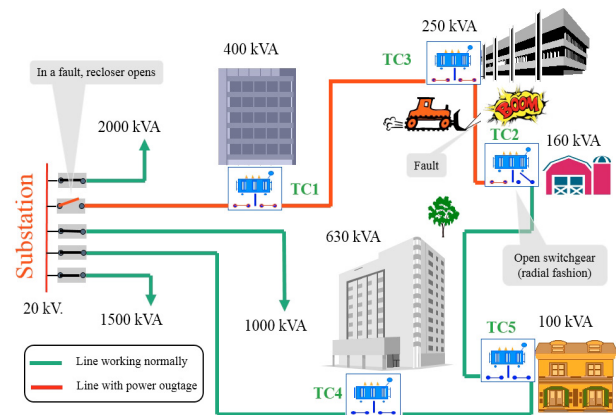 250 kVA
400 kVA
TC3
In a fault, recloser opens
2000 kVA
BOOM
TC2
Fault
160 kVA
TC1
Substation
630 kVA
Open switchgear
(radial fashion)
20 kV.
1500 kVA
1000 kVA
TC5
100 kVA
Line working normally
Line with power ougtage
TC4